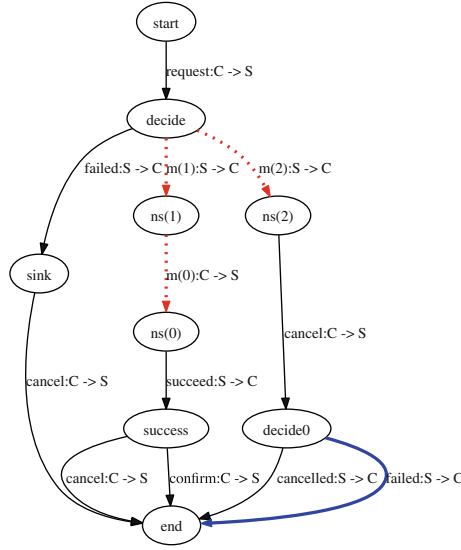 start
request:C -> S
decide
failed:S -> C
m(1):S -> C
m(2):S -> C
ns(1)
ns(2)
sink
m(0):C -> S
ns(0)
cancel:C -> S
cancel:C -> S
succeed:S -> C
success
decide0
cancel:C -> S
confirm:C -> S
cancelled:S -> C
failed:S -> C
end